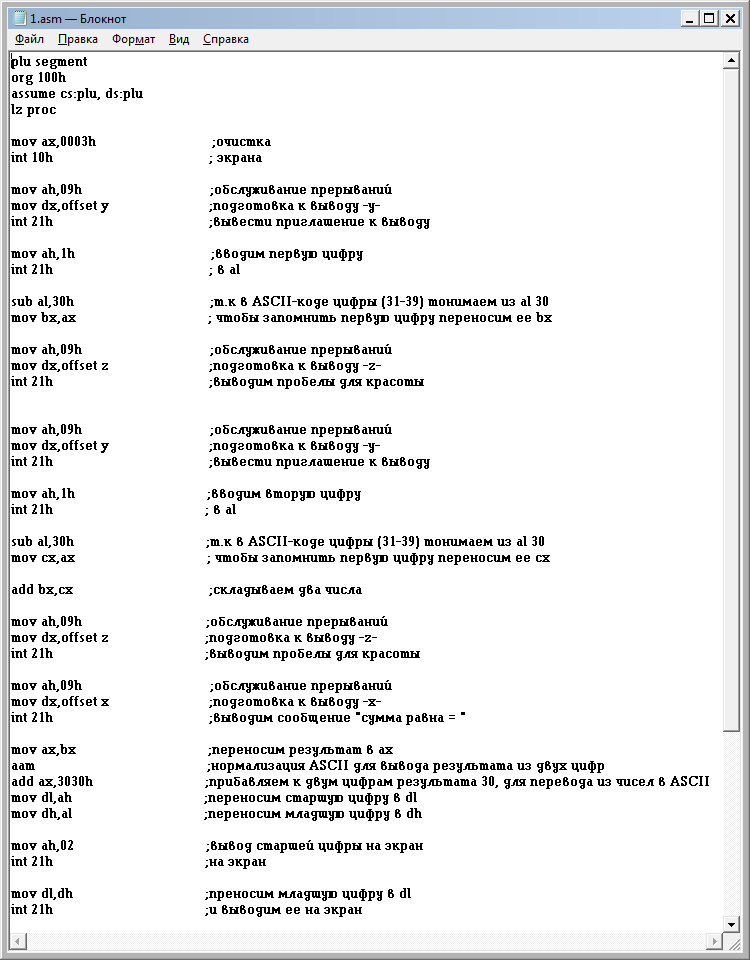 1.asm — Блокнот
Файл Правка Формат Вид Справка
plu segment
org 100h
assume cs:plu, ds:plu
lz proc
mov ax,0003h ;очистка
int 10h ; экрана
mov ah,09h ;обслуживание прерываний
mov dx,offset y ;подготовка к выводу -y-
int 21h ;вывести приглашение к выводу
mov ah,1h ;вводим первую цифру
int 21h ; в al
sub al,30h ;т.к в ASCII-коде цифры (31-39) тонимаем из al 30
mov bx,ax ; чтобы запомнить первую цифру переносим ее bx
mov ah,09h ;обслуживание прерываний
mov dx,offset z ;подготовка к выводу -z-
int 21h ;выводим пробелы для красоты
mov ah,09h ;обслуживание прерываний
mov dx,offset y ;подготовка к выводу -y-
int 21h ;вывести приглашение к выводу
mov ah,1h ;вводим вторую цифру
int 21h ; в al
sub al,30h ;т.к в ASCII-коде цифры (31-39) тонимаем из al 30
mov cx,ax ; чтобы запомнить первую цифру переносим ее cx
add bx,cx ;складываем два числа
mov ah,09h ;обслуживание прерываний
mov dx,offset z ;подготовка к выводу -z-
int 21h ;выводим пробелы для красоты
mov ah,09h ;обслуживание прерываний
mov dx,offset x ;подготовка к выводу -x-
int 21h ;выводим сообщение "сумма равна = "
mov ax,bx ;переносим результат в ax
aam ;нормализация ASCII для вывода результата из двух цифр
add ax,3030h ;прибавляем к двум цифрам результата 30, для перевода из чисел в ASCII
mov dl,ah ;переносим старшую цифру в dl
mov dh,al ;переносим младшую цифру в dh
mov ah,02 ;вывод старшей цифры на экран
int 21h ;на экран
mov dl,dh ;преносим младшую цифру в dl
int 21h ;и выводим ее на экран